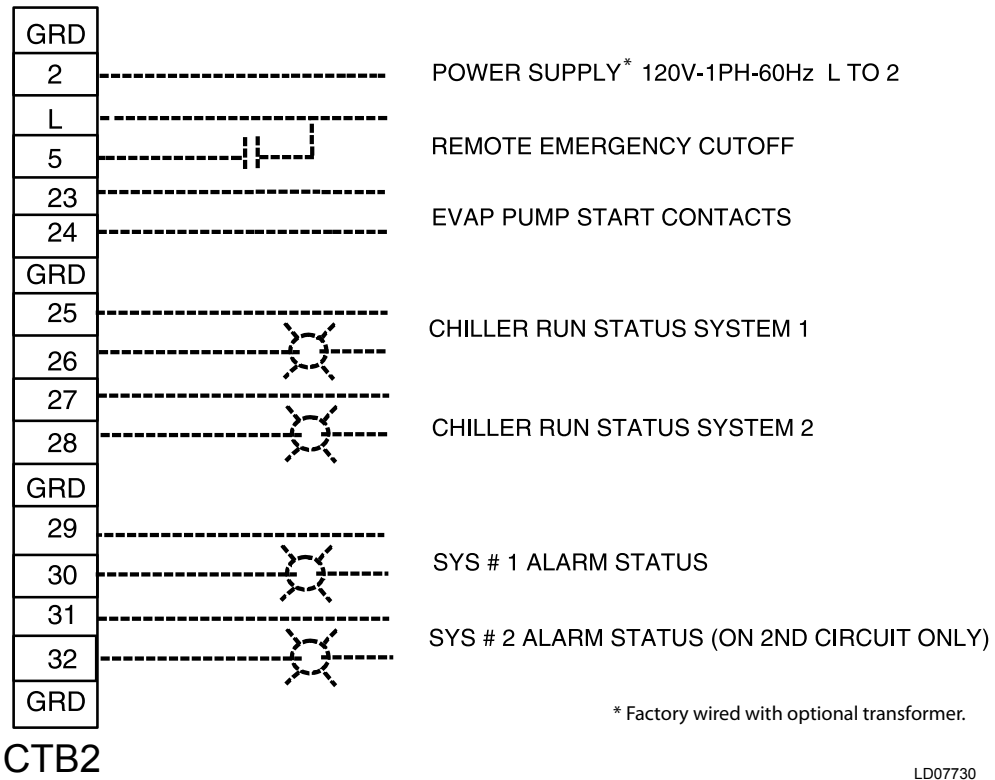 GRD
2
POWER SUPPLY* 120V-1PH-60Hz L TO 2
L
5
REMOTE EMERGENCY CUTOFF
23
24
EVAP PUMP START CONTACTS
GRD
25
26
CHILLER RUN STATUS SYSTEM 1
27
28
CHILLER RUN STATUS SYSTEM 2
GRD
29
30
SYS # 1 ALARM STATUS
31
32
SYS # 2 ALARM STATUS (ON 2ND CIRCUIT ONLY)
GRD
* Factory wired with optional transformer.
CTB2
LD07730